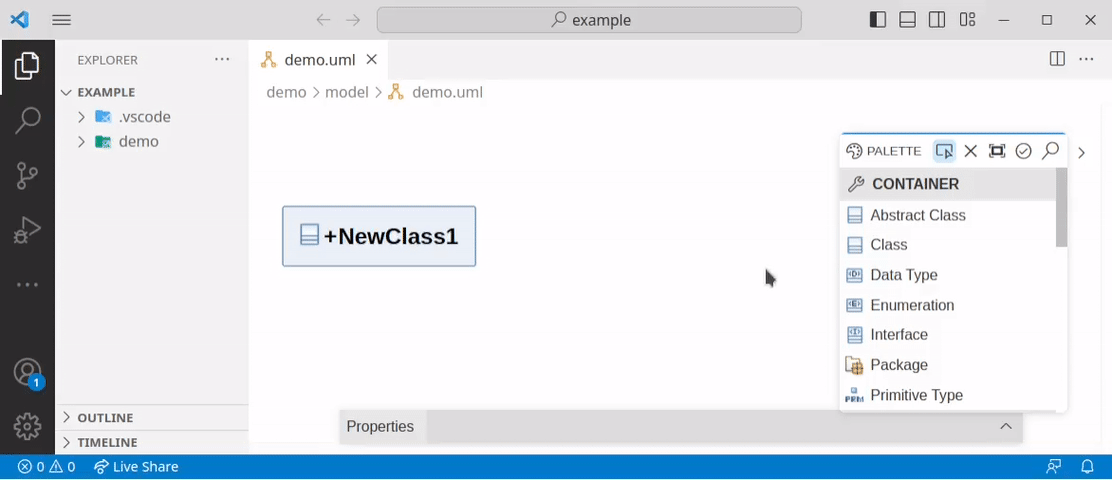 example
EXPLORER
EXAMPLE
.vscode
demo
OUTLINE
TIMELINE
demo.uml
demo > model > demo.uml
+NewClass1
PALETTE
CONTAINER
Abstract Class
Class
Data Type
Enumeration
Interface
Package
PRM Primitive Type
Properties
1
0 0 Live Share